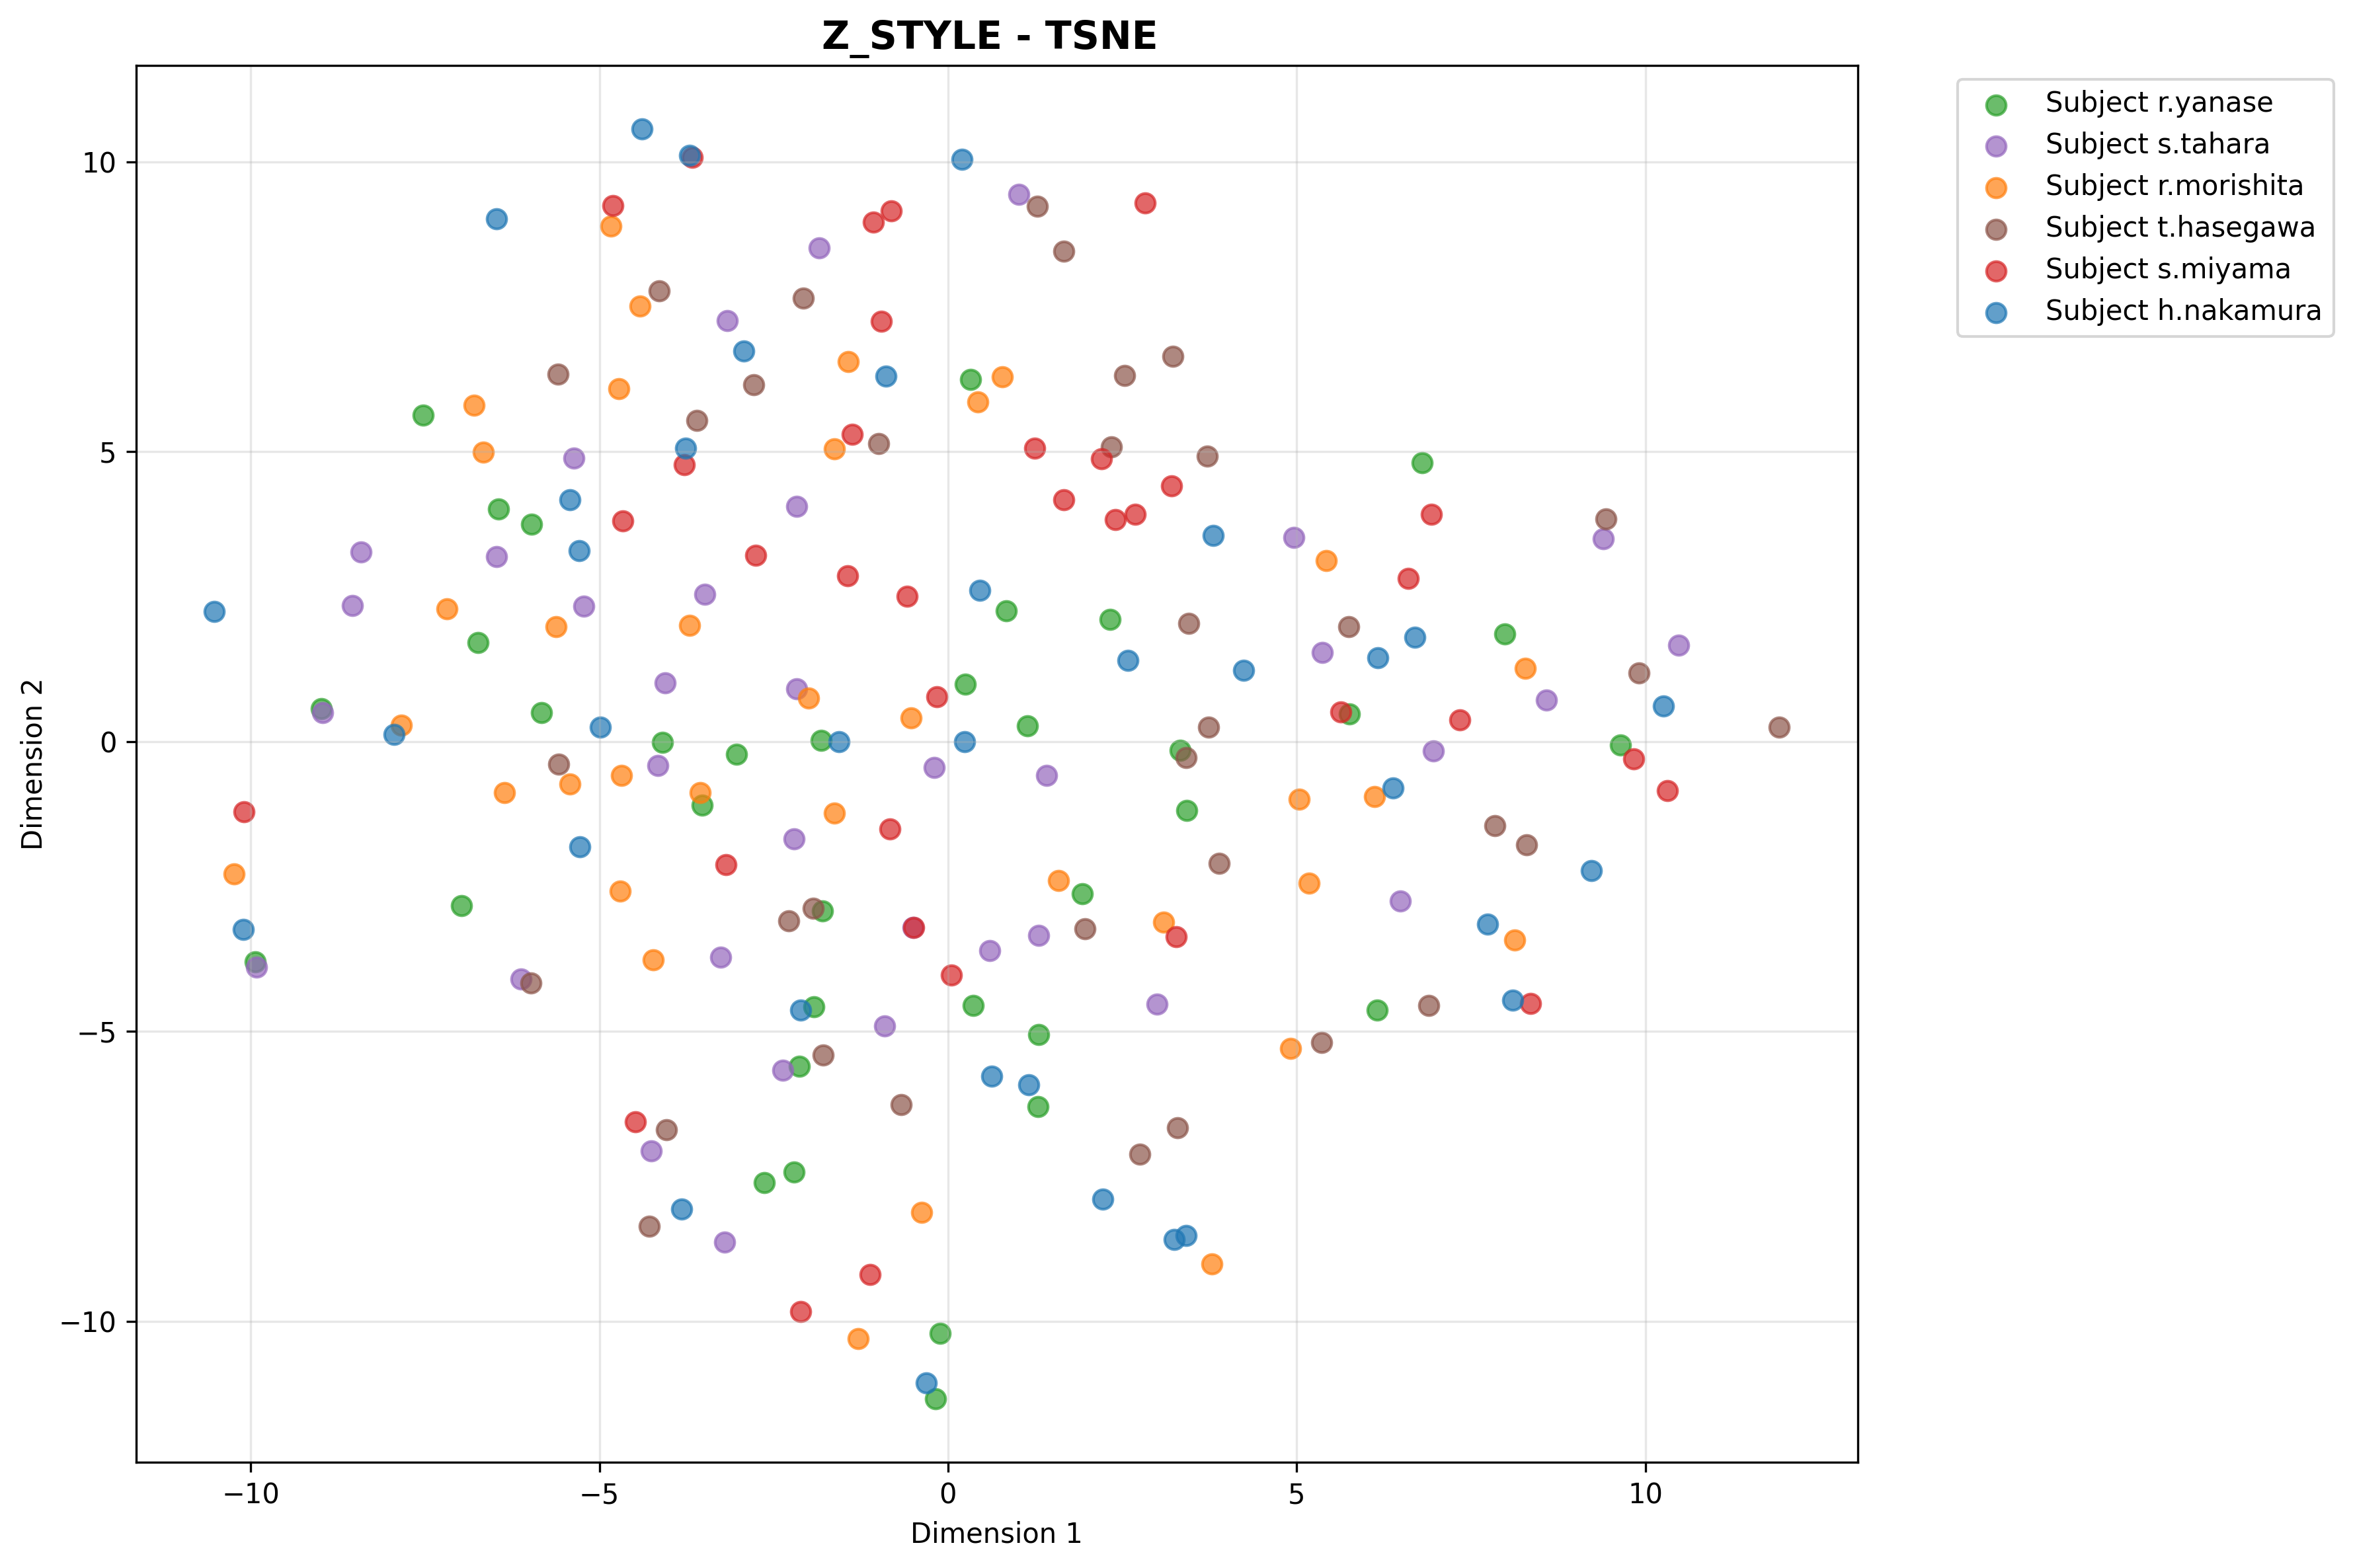 Z_STYLE - TSNE
Subject r.yanase
Subject s.tahara
Subject r.morishita
Subject t.hasegawa
Subject s.miyama
Subject h.nakamura
Dimension 2
10
5
0
−5
−10
−10
−5
0
5
10
Dimension 1